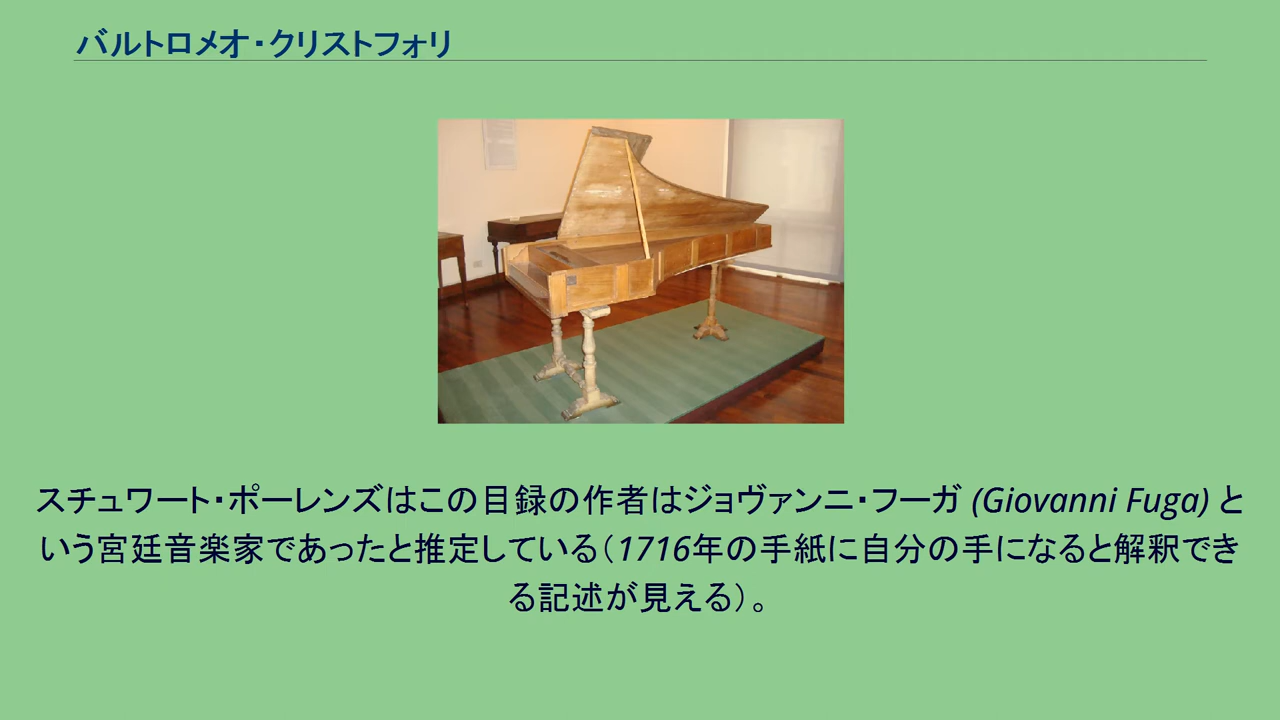 バルトロメオ・クリストフォリ
スチュワート・ポーレンズはこの目録の作者はジョヴァンニ・フーガ (Giovanni Fuga) と
いう宮廷音楽家であったと推定している（1716年の手紙に自分の手になると解釈でき
る記述が見える）。